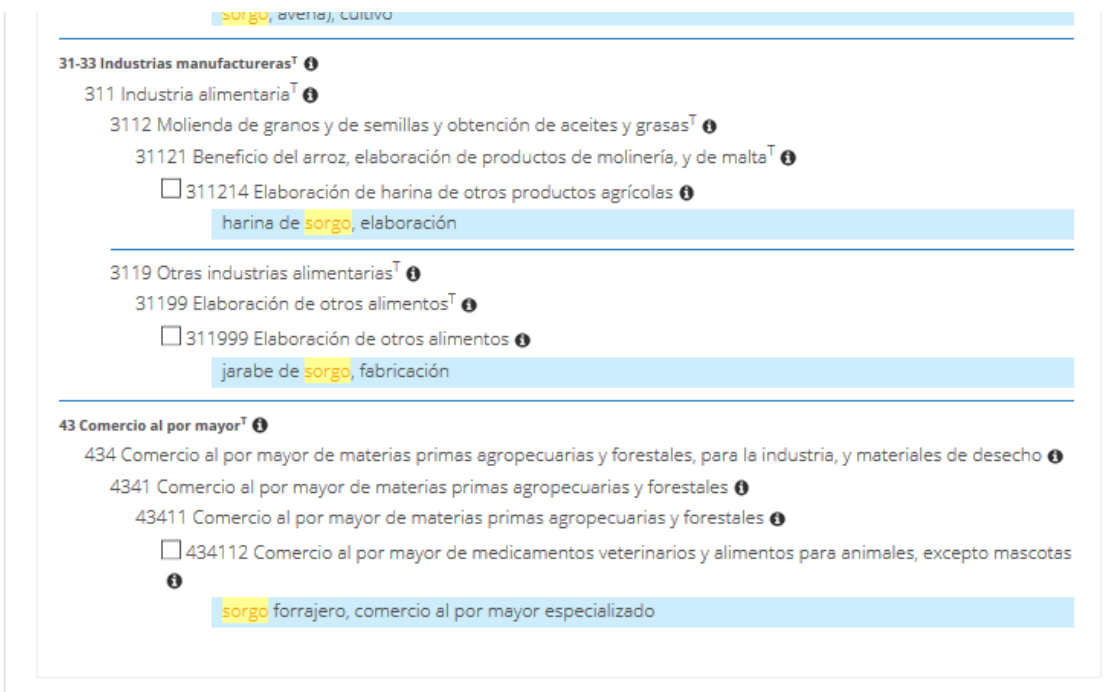 sorgo, avena), cultivo
31-33 Industrias manufacturerasᵀ
311 Industria alimentariaᵀ
3112 Molienda de granos y de semillas y obtención de aceites y grasasᵀ
31121 Beneficio del arroz, elaboración de productos de molinería, y de maltaᵀ
311214 Elaboración de harina de otros productos agrícolas
harina de sorgo, elaboración
3119 Otras industrias alimentariasᵀ
31199 Elaboración de otros alimentosᵀ
311999 Elaboración de otros alimentos
jarabe de sorgo, fabricación
43 Comercio al por mayorᵀ
434 Comercio al por mayor de materias primas agropecuarias y forestales, para la industria, y materiales de desecho
4341 Comercio al por mayor de materias primas agropecuarias y forestales
43411 Comercio al por mayor de materias primas agropecuarias y forestales
434112 Comercio al por mayor de medicamentos veterinarios y alimentos para animales, excepto mascotas
sorgo forrajero, comercio al por mayor especializado